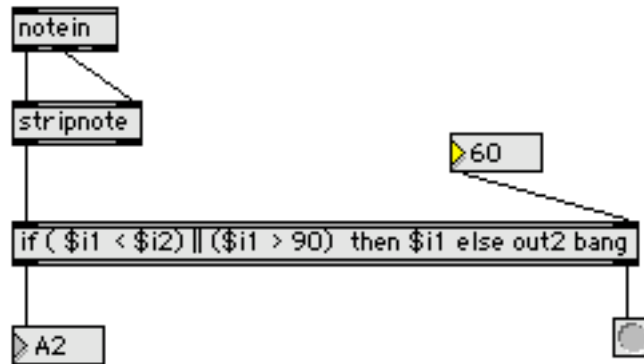 notein
stripnote
60
if ( $i1 < $i2) || ($i1 > 90) then $i1 else out2 bang
A2